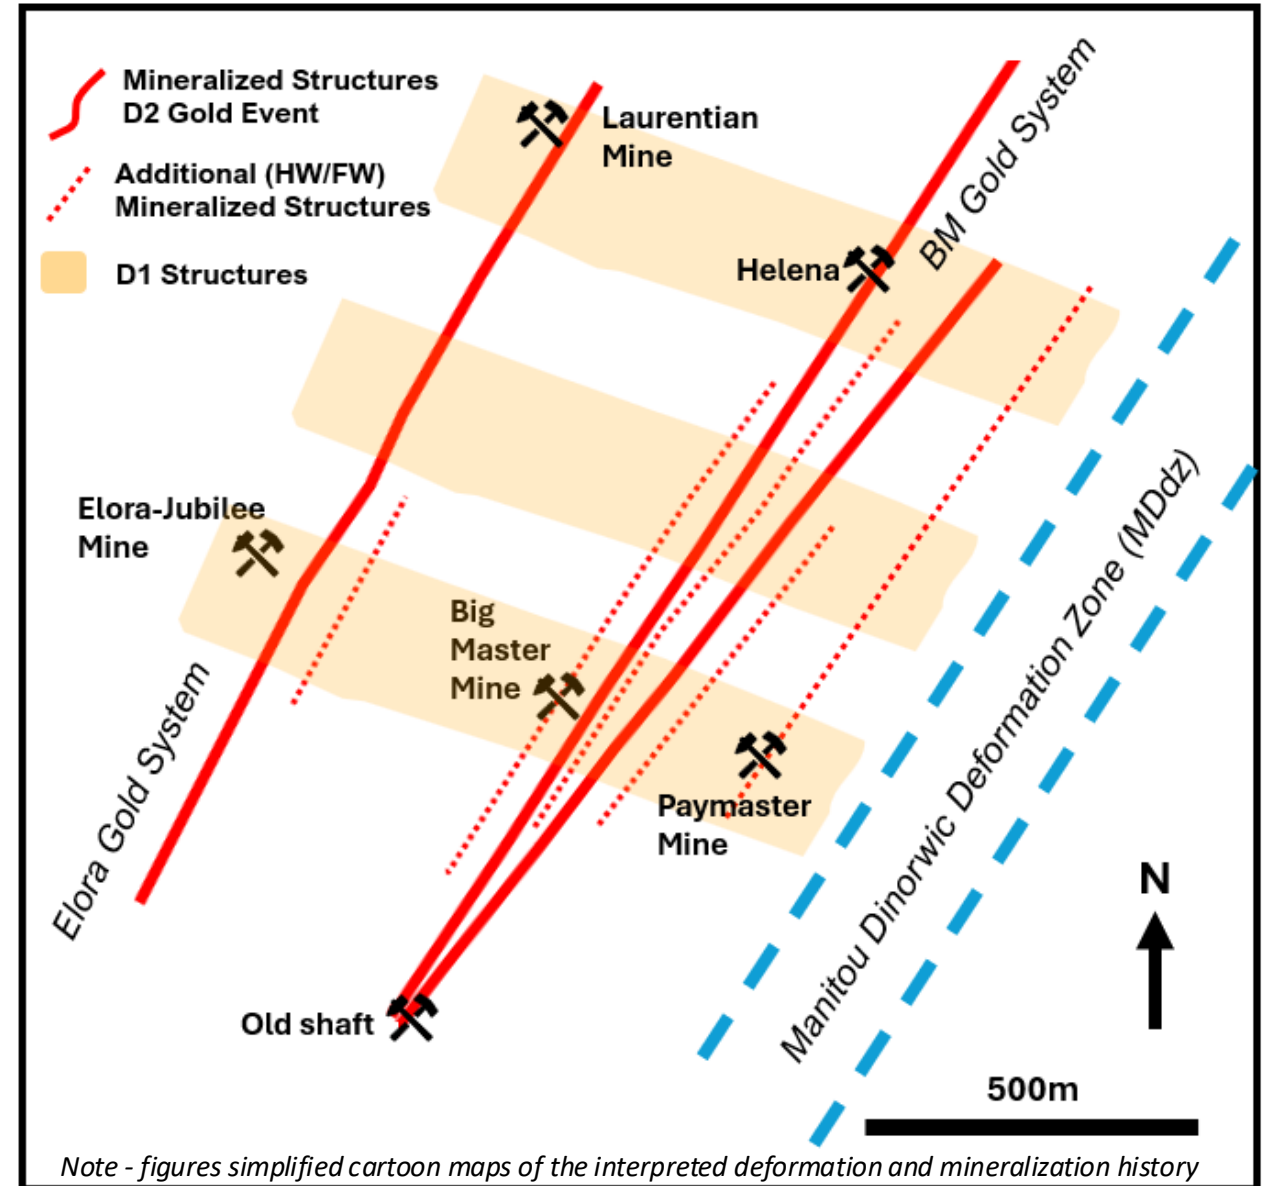 Mineralized Structures
D2 Gold Event
Additional (HW/FW)
Mineralized Structures
D1 Structures
Laurentian
Mine
BM Gold System
Helena
Elora-Jubilee
Mine
Big
Master
Mine
Elora Gold System
Paymaster
Mine
Manitou Dinorwic Deformation Zone (MDdz)
Old shaft
N
500m
Note - figures simplified cartoon maps of the interpreted deformation and mineralization history